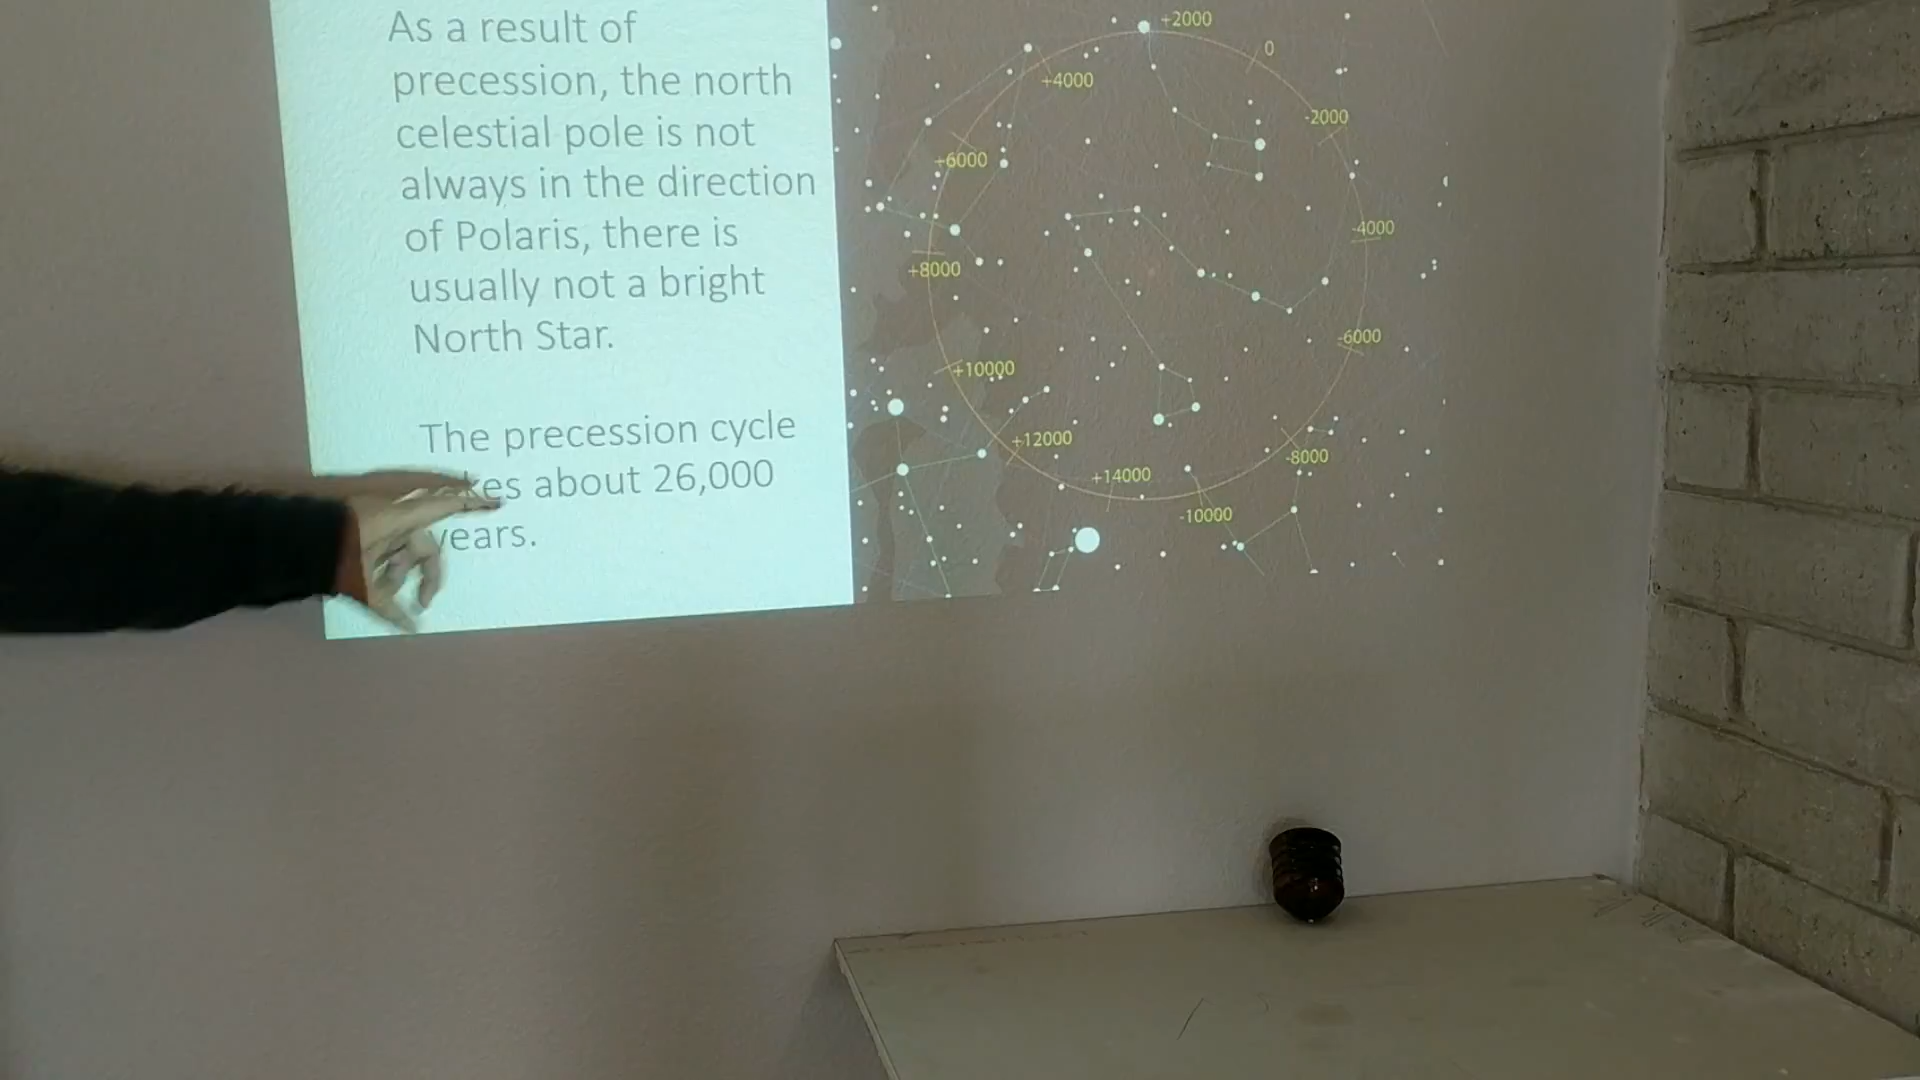 As a result of
precession, the north
celestial pole is not
always in the direction
of Polaris, there is
usually not a bright
North Star.
The precession cycle
about 26,000
years.
+2000
0
+4000
-2000
+6000
-4000
+8000
-6000
+10000
+12000
-8000
+14000
-10000